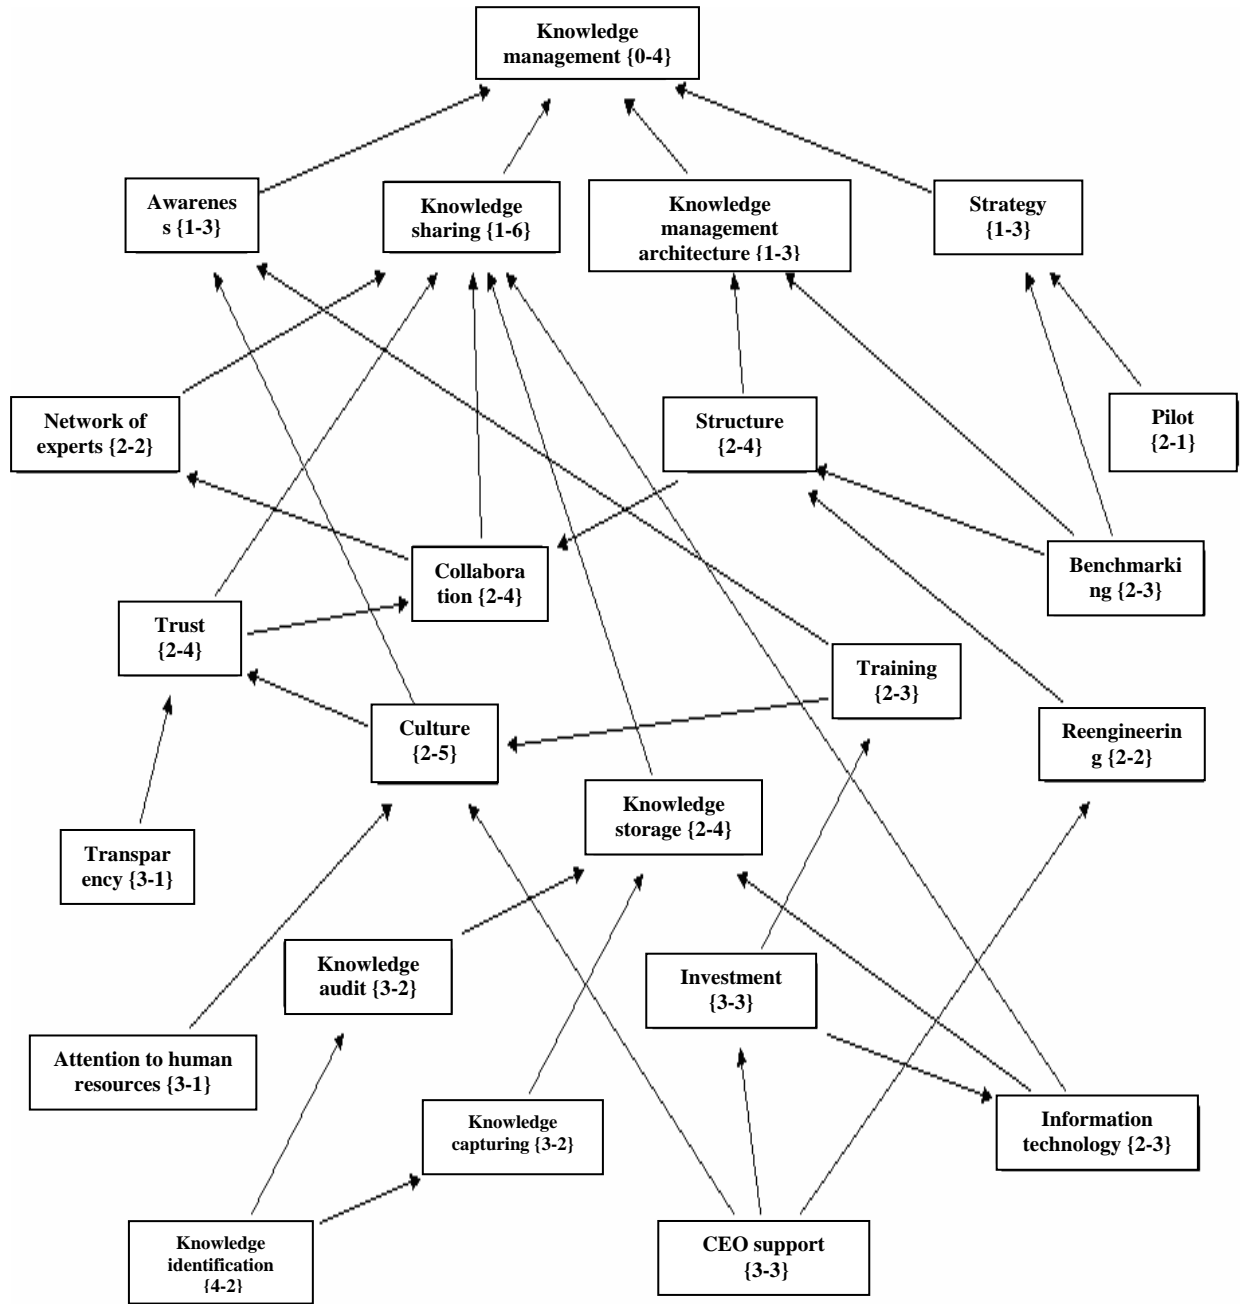 Knowledge
management {0-4}
Awarenes
s {1-3}
Knowledge
sharing {1-6}
Knowledge
management
architecture {1-3}
Strategy
{1-3}
Network of
experts {2-2}
Structure
{2-4}
Pilot
{2-1}
Collabora
tion {2-4}
Benchmarki
ng {2-3}
Trust
{2-4}
Training
{2-3}
Culture
{2-5}
Reengineerin
g {2-2}
Knowledge
storage {2-4}
Transpar
ency {3-1}
Knowledge
audit {3-2}
Investment
{3-3}
Attention to human
resources {3-1}
Knowledge
capturing {3-2}
Information
technology {2-3}
Knowledge
identification
{4-2}
CEO support
{3-3}